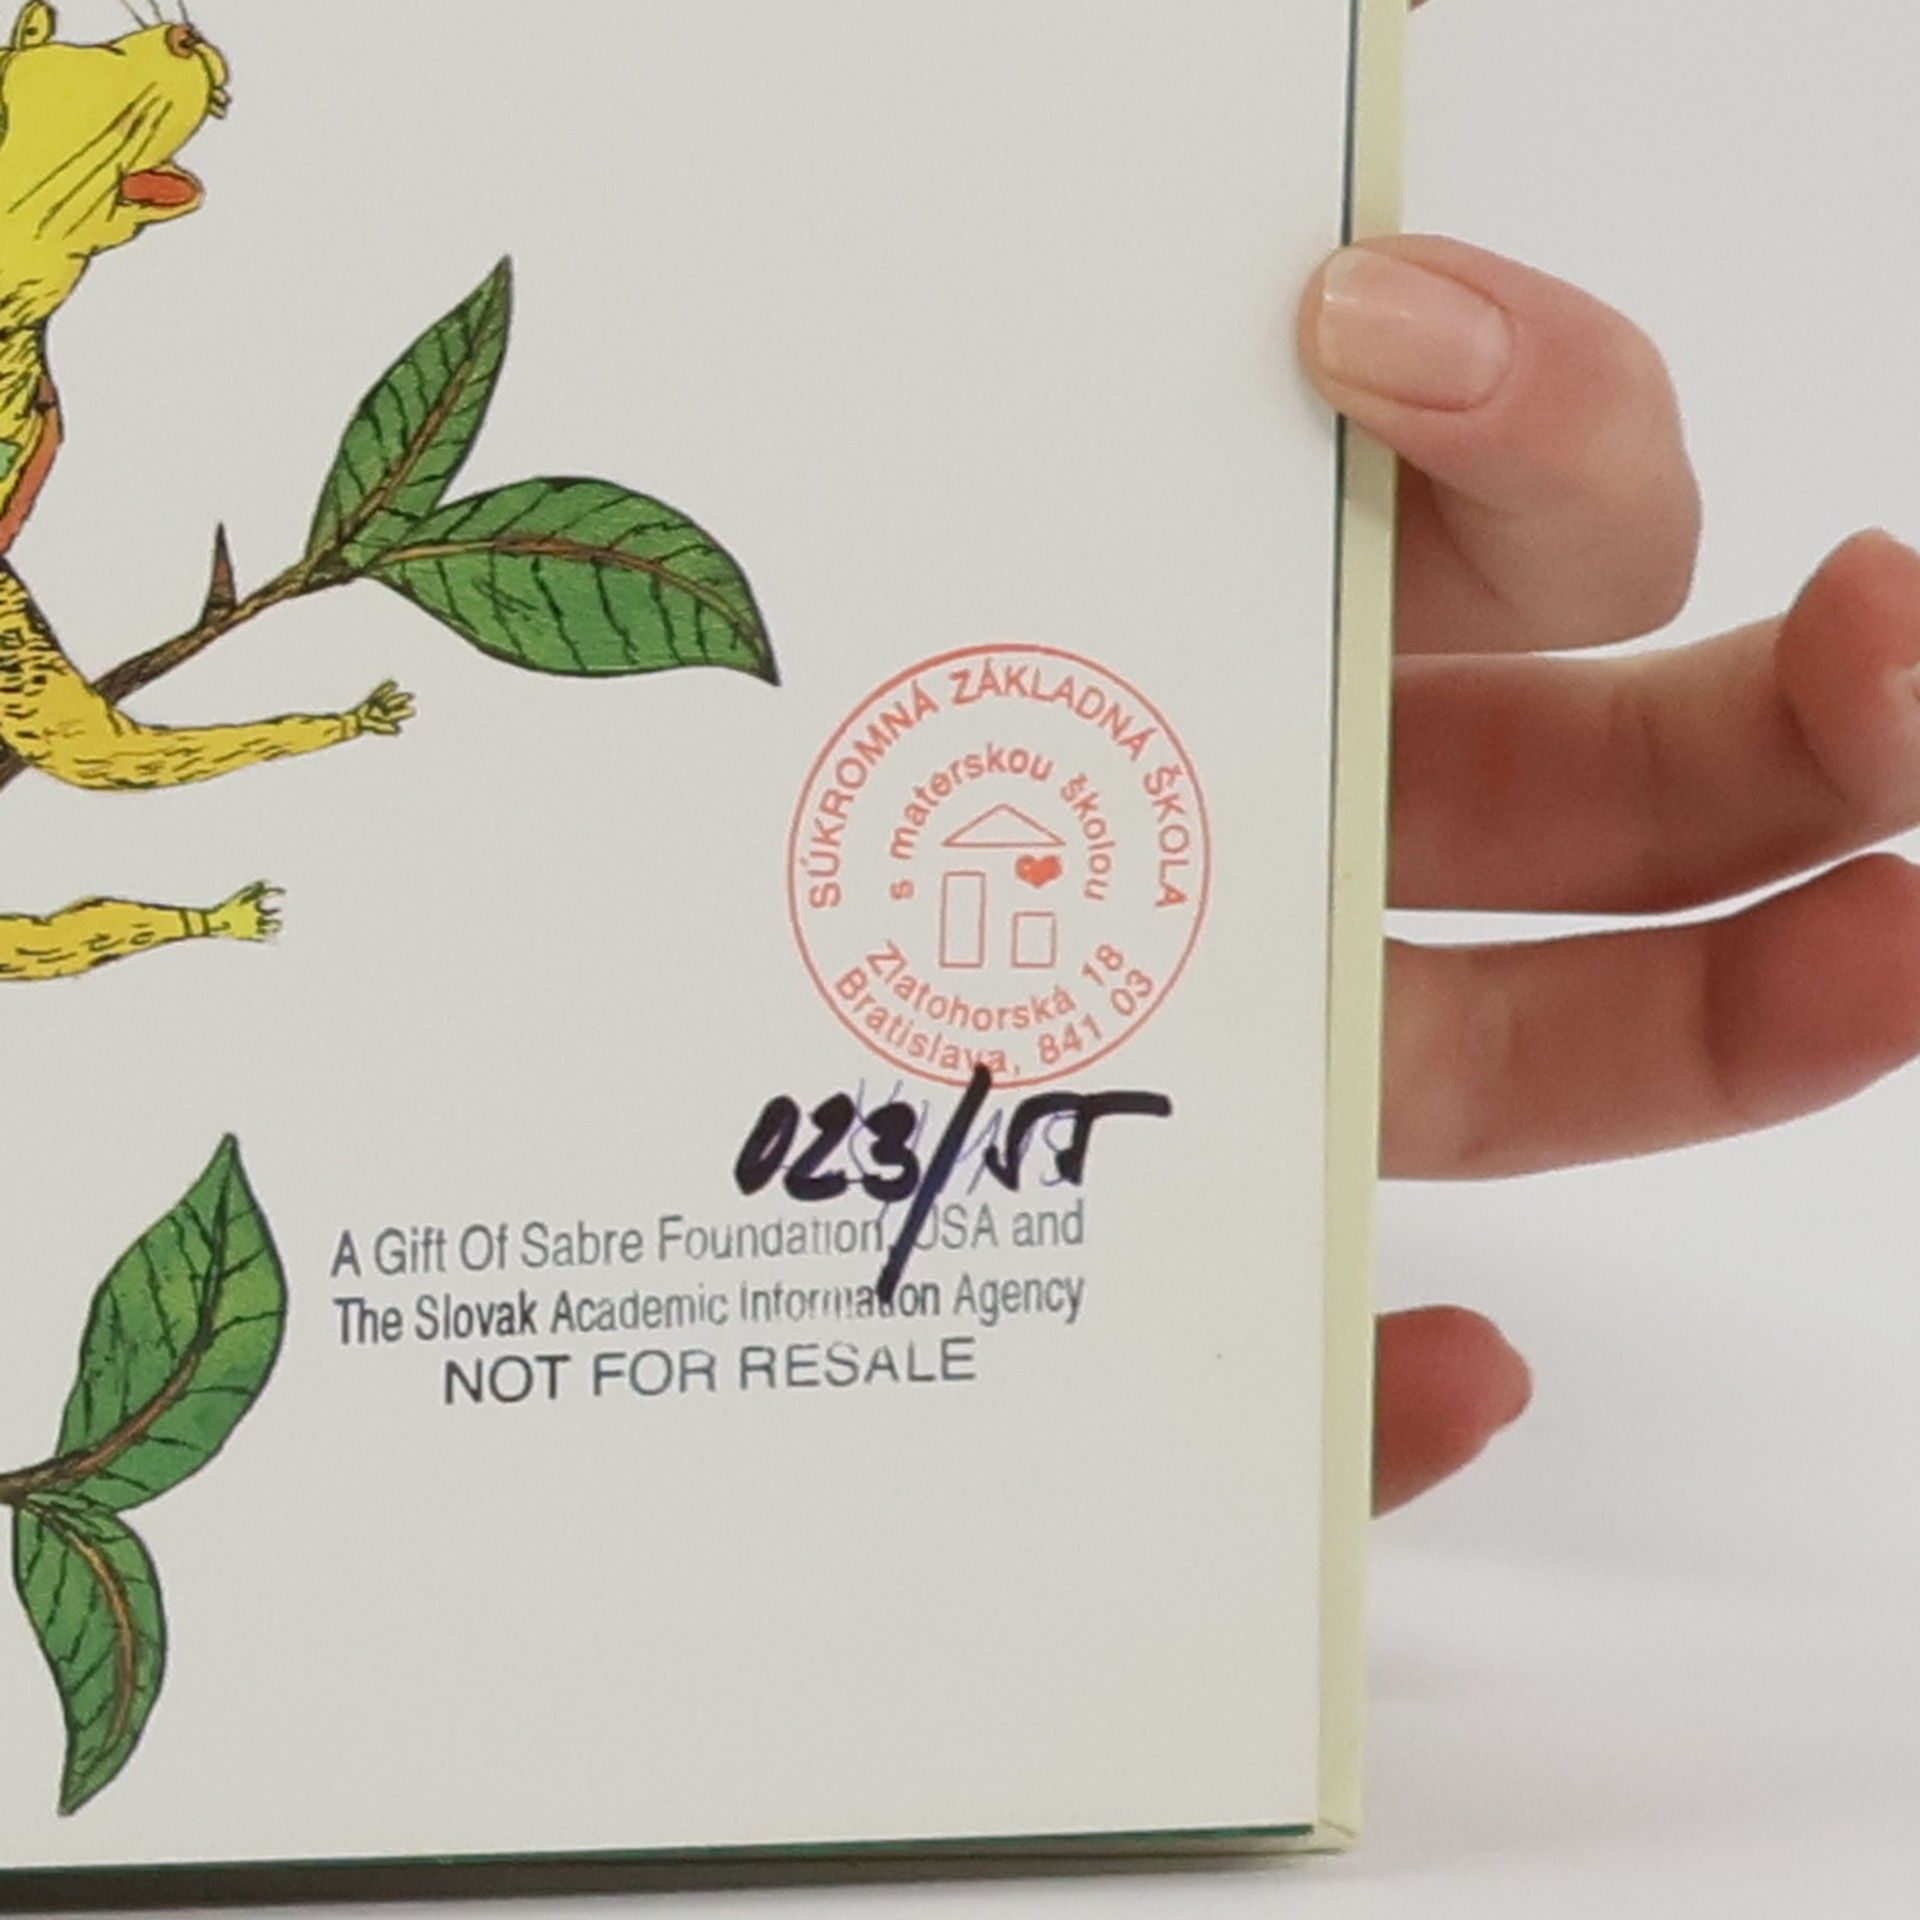 SÚKROMNÁ ZÁKLADNÁ ŠKOLA
s materskou školou
Zlatohorská 18
Bratislava, 841 03
023/
A Gift Of Sabre Foundation, USA and
The Slovak Academic Information Agency
NOT FOR RESALE